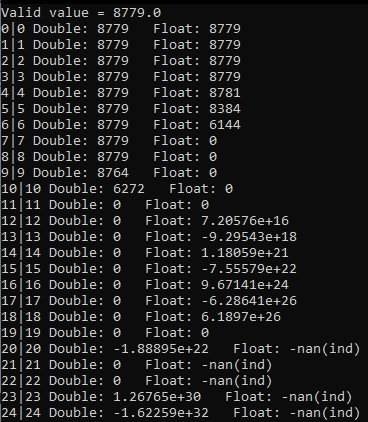 Valid value = 8779.0
0|0 Double: 8779   Float: 8779
1|1 Double: 8779   Float: 8779
2|2 Double: 8779   Float: 8779
3|3 Double: 8779   Float: 8779
4|4 Double: 8779   Float: 8781
5|5 Double: 8779   Float: 8384
6|6 Double: 8779   Float: 6144
7|7 Double: 8779   Float: 0
8|8 Double: 8779   Float: 0
9|9 Double: 8764   Float: 0
10|10 Double: 6272   Float: 0
11|11 Double: 0   Float: 0
12|12 Double: 0   Float: 7.20576e+16
13|13 Double: 0   Float: -9.29543e+18
14|14 Double: 0   Float: 1.18059e+21
15|15 Double: 0   Float: -7.55579e+22
16|16 Double: 0   Float: 9.67141e+24
17|17 Double: 0   Float: -6.28641e+26
18|18 Double: 0   Float: 6.1897e+26
19|19 Double: 0   Float: 0
20|20 Double: -1.88895e+22   Float: -nan(ind)
21|21 Double: 0   Float: -nan(ind)
22|22 Double: 0   Float: -nan(ind)
23|23 Double: 1.26765e+30   Float: -nan(ind)
24|24 Double: -1.62259e+32   Float: -nan(ind)